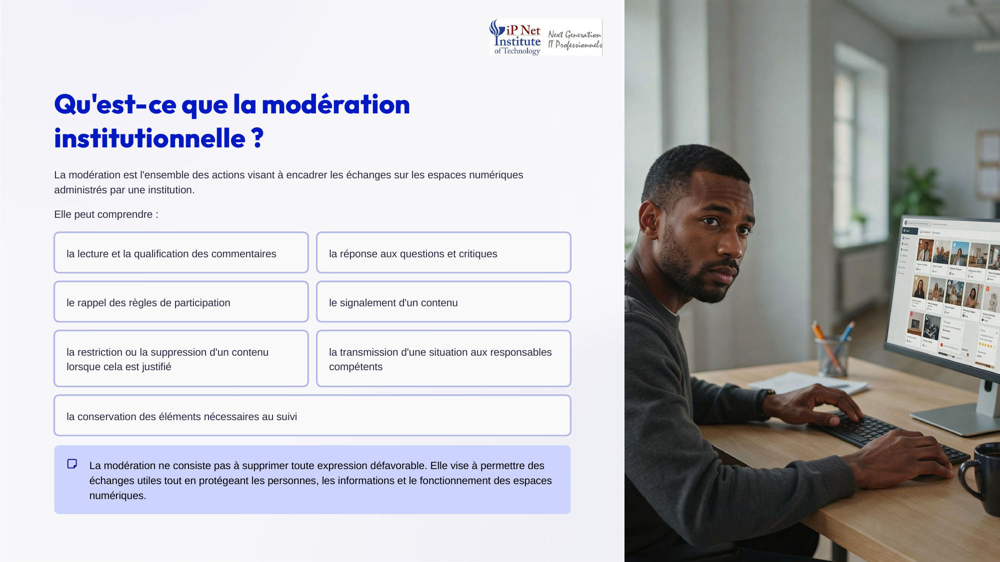 iP Net
Institute
of Technology
Next Generation
IT Professionnels
Qu'est-ce que la modération
institutionnelle ?
La modération est l'ensemble des actions visant à encadrer les échanges sur les espaces numériques
administrés par une institution.
Elle peut comprendre :
la lecture et la qualification des commentaires
la réponse aux questions et critiques
le rappel des règles de participation
le signalement d'un contenu
la restriction ou la suppression d'un contenu
lorsque cela est justifié
la transmission d'une situation aux responsables
compétents
la conservation des éléments nécessaires au suivi
La modération ne consiste pas à supprimer toute expression défavorable. Elle vise à permettre des
échanges utiles tout en protégeant les personnes, les informations et le fonctionnement des espaces
numériques.